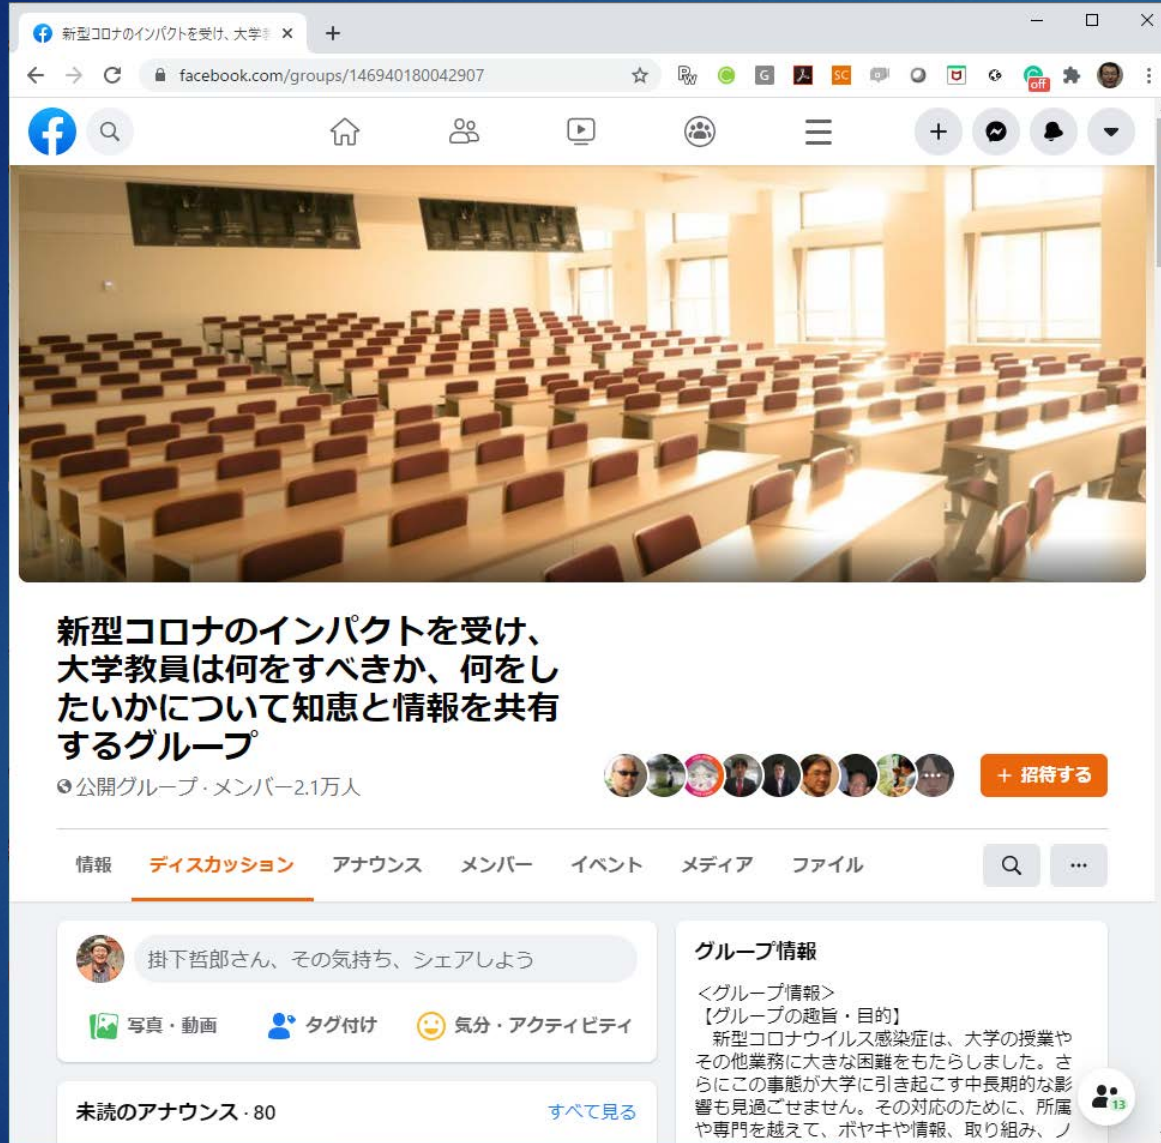 新型コロナのインパクトを受け、大学
facebook.com/groups/146940180042907
G
SC
off
新型コロナのインパクトを受け、
大学教員は何をすべきか、何をし
たいかについて知恵と情報を共有
するグループ
公開グループ・メンバー2.1万人
+ 招待する
情報 ディスカッション アナウンス メンバー イベント メディア ファイル
掛下哲郎さん、その気持ち、シェアしよう
写真・動画 タグ付け 気分・アクティビティ
未読のアナウンス・80 すべて見る
グループ情報
<グループ情報>
【グループの趣旨・目的】
新型コロナウイルス感染症は、大学の授業や
その他業務に大きな困難をもたらしました。さ
らにこの事態が大学に引き起こす中長期的な影
響も見過ごせません。その対応のために、所属
や専門を越えて、ボヤキや情報、取り組み、ノ
13